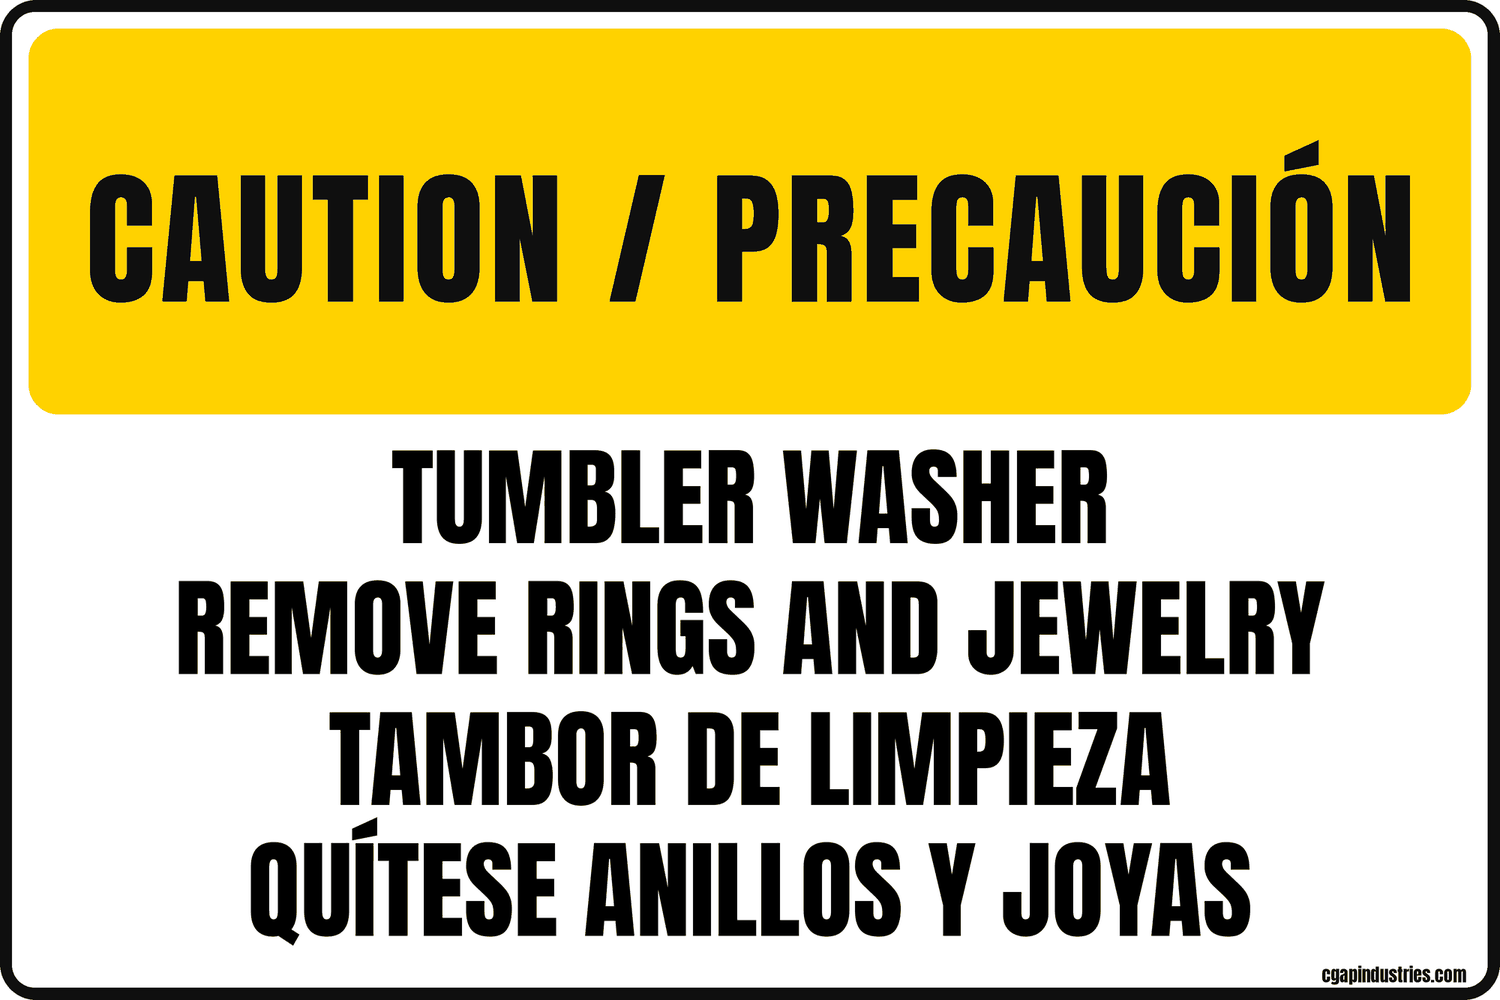 CAUTION / PRECAUCIÓN
TUMBLER WASHER
REMOVE RINGS AND JEWELRY
TAMBOR DE LIMPIEZA
QUÍTESE ANILLOS Y JOYAS
cgapindustries.com